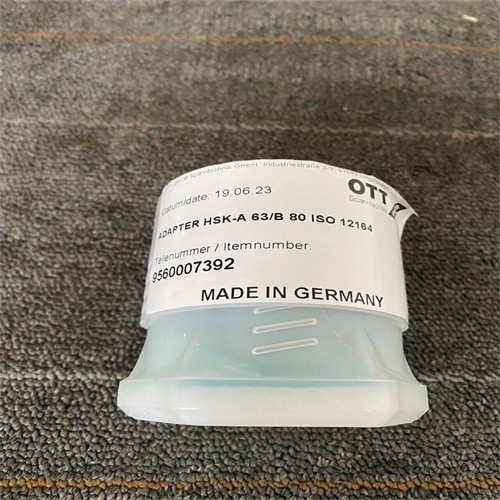 Spanntechnik GmbH, Industriestraße
OTT
Datum/date: 19.06.23
ADAPTER HSK-A 63/B 80 ISO 12164
Teilenummer / Itemnumber:
9560007392
MADE IN GERMANY